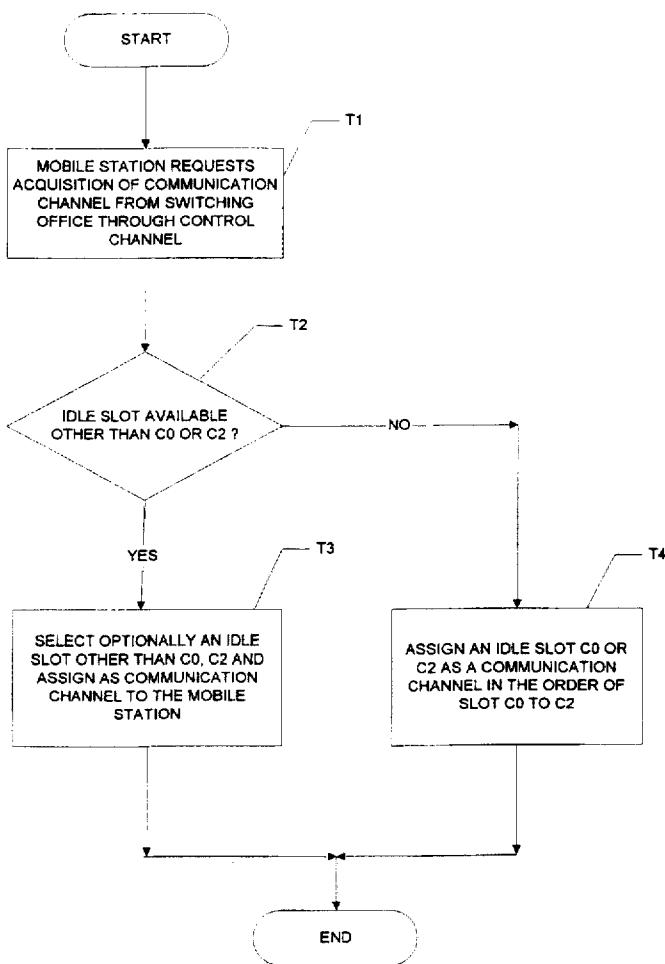 START
T1
MOBILE STATION REQUESTS
ACQUISITION OF COMMUNICATION
CHANNEL FROM SWITCHING
OFFICE THROUGH CONTROL
CHANNEL
T2
IDLE SLOT AVAILABLE
OTHER THAN C0 OR C2 ?
NO
YES
T3
SELECT OPTIONALLY AN IDLE
SLOT OTHER THAN C0, C2 AND
ASSIGN AS COMMUNICATION
CHANNEL TO THE MOBILE
STATION
T4
ASSIGN AN IDLE SLOT C0 OR
C2 AS A COMMUNICATION
CHANNEL IN THE ORDER OF
SLOT C0 TO C2
END